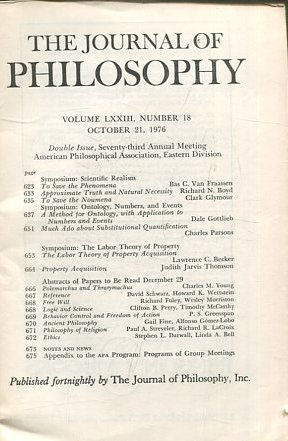 THE JOURNAL OF
PHILOSOPHY
VOLUME LXXIII, NUMBER 18
OCTOBER 21, 1976
Double Issue, Seventy-third Annual Meeting
American Philosophical Association, Eastern Division
page
Symposium: Scientific Realism
623 To Save the Phenomena Bas C. Van Fraassen
633 Approximate Truth and Natural Necessity Richard N. Boyd
635 To Save the Noumena Clark Glymour
Symposium: Ontology, Numbers, and Events
637 A Method for Ontology, with Application to
Numbers and Events Dale Gottlieb
651 Much Ado about Substitutional Quantification
Charles Parsons
Symposium: The Labor Theory of Property
653 The Labor Theory of Property Acquisition
Lawrence C. Becker
664 Property Acquisition Judith Jarvis Thomson
Abstracts of Papers to Be Read December 29
666 Polemarchus and Thrasymachus Charles M. Young
667 Reference David Schwarz, Howard K. Wettstein
668 Free Will Richard Foley, Wesley Morriston
668 Logic and Science Clifton B. Perry, Timothy McCarthy
669 Behavior Control and Freedom of Action P. S. Greenspan
670 Ancient Philosophy Gail Fine, Alfonso Gómez-Lobo
671 Philosophy of Religion Paul A. Streveler, Richard R. LaCroix
672 Ethics Stephen L. Darwall, Linda A. Bell
673 NOTES AND NEWS
675 Appendix to the APA Program: Programs of Group Meetings
Published fortnightly by The Journal of Philosophy, Inc.